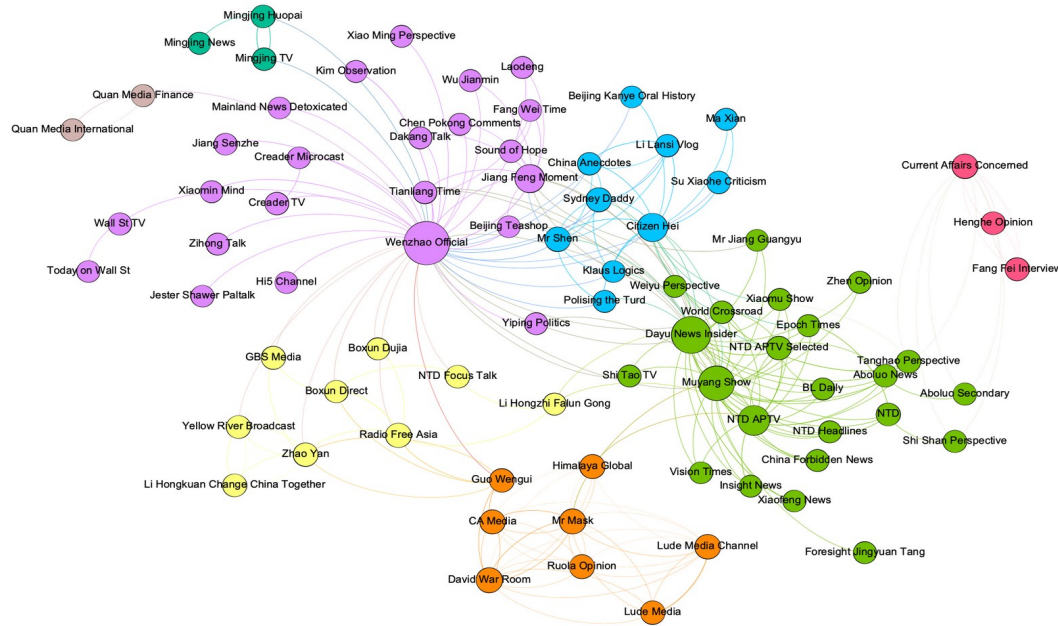 Mingjing Huopai
Mingjing News
Mingjing TV
Xiao Ming Perspective
Kim Observation
Laodeng
Wu Jianmin
Quan Media Finance
Quan Media International
Mainland News Detoxicated
Fang Wei Time
Chen Pokong Comments
Dakang Talk
Beijing Kanye Oral History
Ma Xian
Jiang Senzhe
Creader Microcast
Sound of Hope
Li Lansi Vlog
China Anecdotes
Current Affairs Concerned
Jiang Feng Moment
Xiaomin Mind
Creader TV
Tianliang Time
Su Xiaohe Criticism
Sydney Daddy
Wall St TV
Beijing Teashop
Citizen Hei
Henghe Opinion
Zihong Talk
Wenzhao Official
Mr Shen
Mr Jiang Guangyu
Today on Wall St
Hi5 Channel
Klaus Logics
Fang Fei Interview
Jester Shawer Paltalk
Weiyu Perspective
Zhen Opinion
Polising the Turd
Xiaomu Show
World Crossroad
Yiping Politics
Epoch Times
Dayu News Insider
NTD APTV Selected
GBS Media
Boxun Dujia
Tanghao Perspective
NTD Focus Talk
Shi Tao TV
Aboluo News
Boxun Direct
Muyang Show
BL Daily
Aboluo Secondary
Li Hongzhi Falun Gong
Yellow River Broadcast
Radio Free Asia
NTD APTV
NTD
NTD Headlines
Shi Shan Perspective
Zhao Yan
China Forbidden News
Himalaya Global
Vision Times
Guo Wengui
Li Hongkuan Change China Together
Insight News
Xiaofeng News
CA Media
Mr Mask
Lude Media Channel
Foresight Jingyuan Tang
Ruola Opinion
David War Room
Lude Media